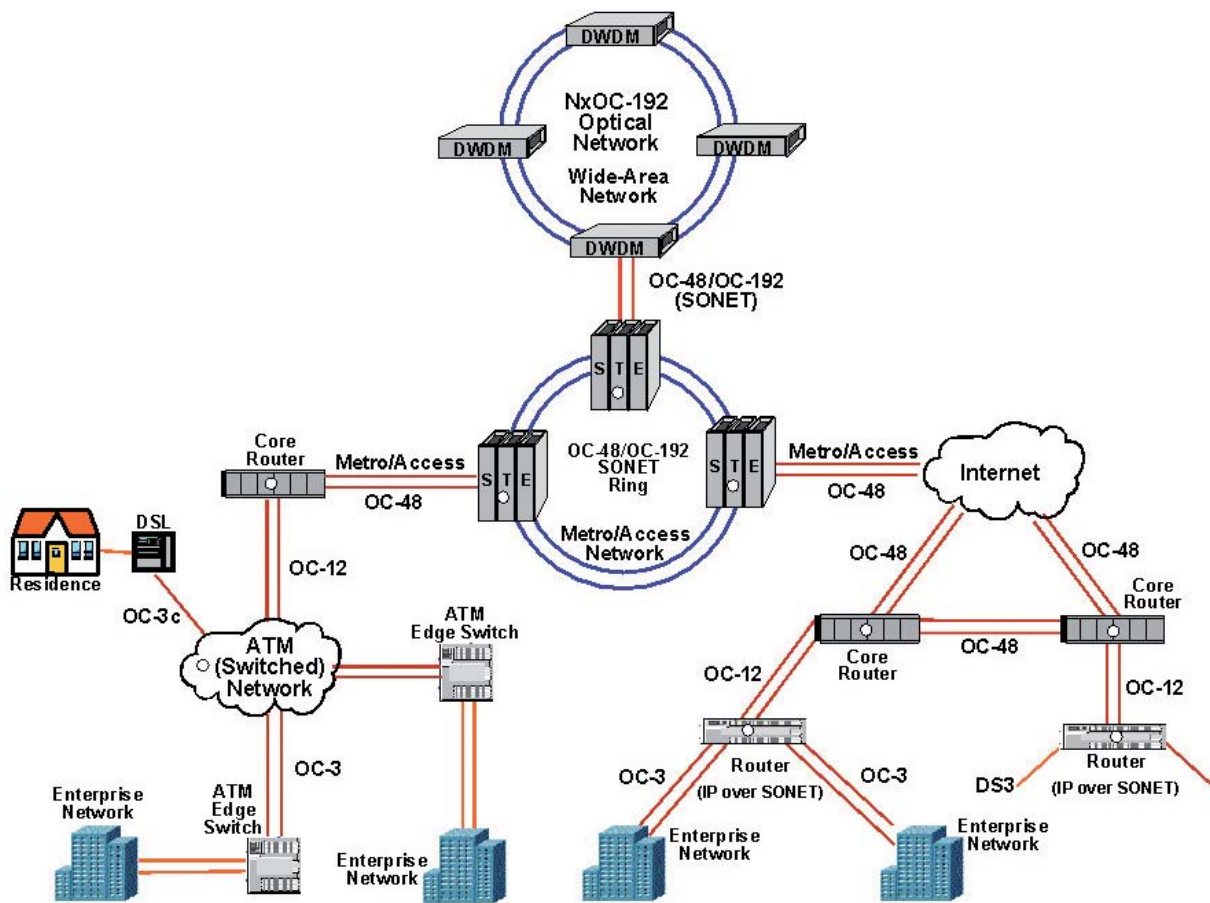 DWDM
NxOC-192
Optical
Network
DWDM
DWDM
Wide-Area
Network
DWDM
OC-48/OC-192
(SONET)
S T E
Core
Router
Metro/Access
OC-48
S T E
OC-48/OC-192
SONET
Ring
S T E
Metro/Access
OC-48
Internet
Metro/Access
Network
DSL
Residence
OC-12
OC-3c
ATM
Edge Switch
ATM
(Switched)
Network
OC-48
OC-48
Core
Router
Core
Router
OC-48
OC-12
OC-12
OC-3
ATM
Edge
Switch
Enterprise
Network
Enterprise
Network
OC-3
Router
(IP over SONET)
OC-3
DS3
Router
(IP over SONET)
Enterprise
Network
Enterprise
Network